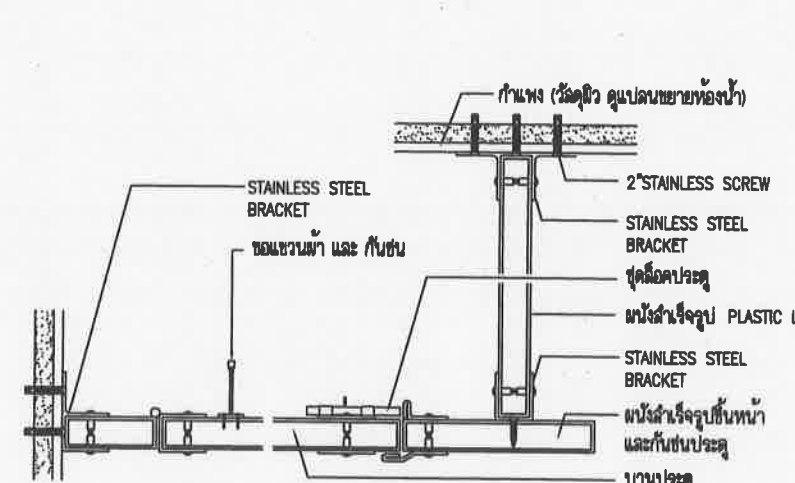 กำแพง (วัสดุผิว ดูแปลนขยายห้องน้ำ)
STAINLESS STEEL
BRACKET
2"STAINLESS SCREW
STAINLESS STEEL
BRACKET
ขอแขวนผ้า และ กันชน
ชุดล็อคประตู
ผนังสำเร็จรูป PLASTIC L
STAINLESS STEEL
BRACKET
ผนังสำเร็จรูปชิ้นหน้า
และกันชนประตู
บานประตู